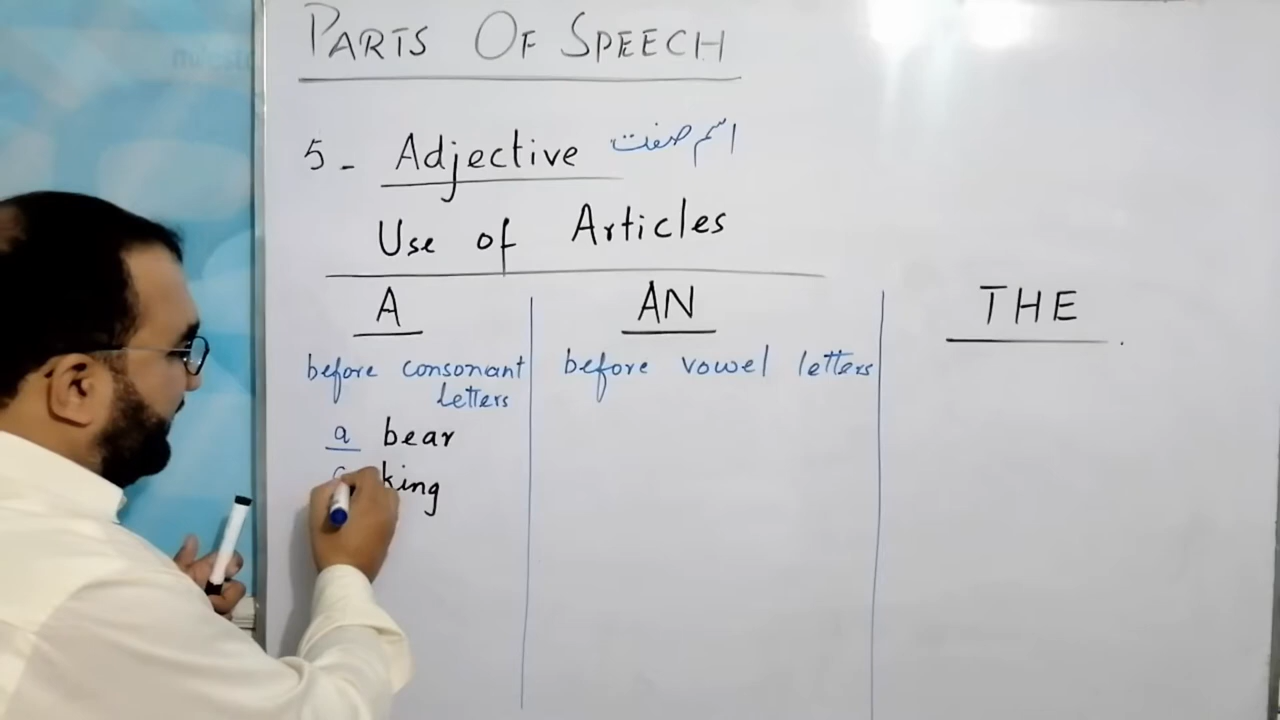 PARTS OF SPEECH
5 - Adjective اسم صفت
Use of Articles
A
before consonant
letters
a bear
a king
AN
before vowel letters
THE